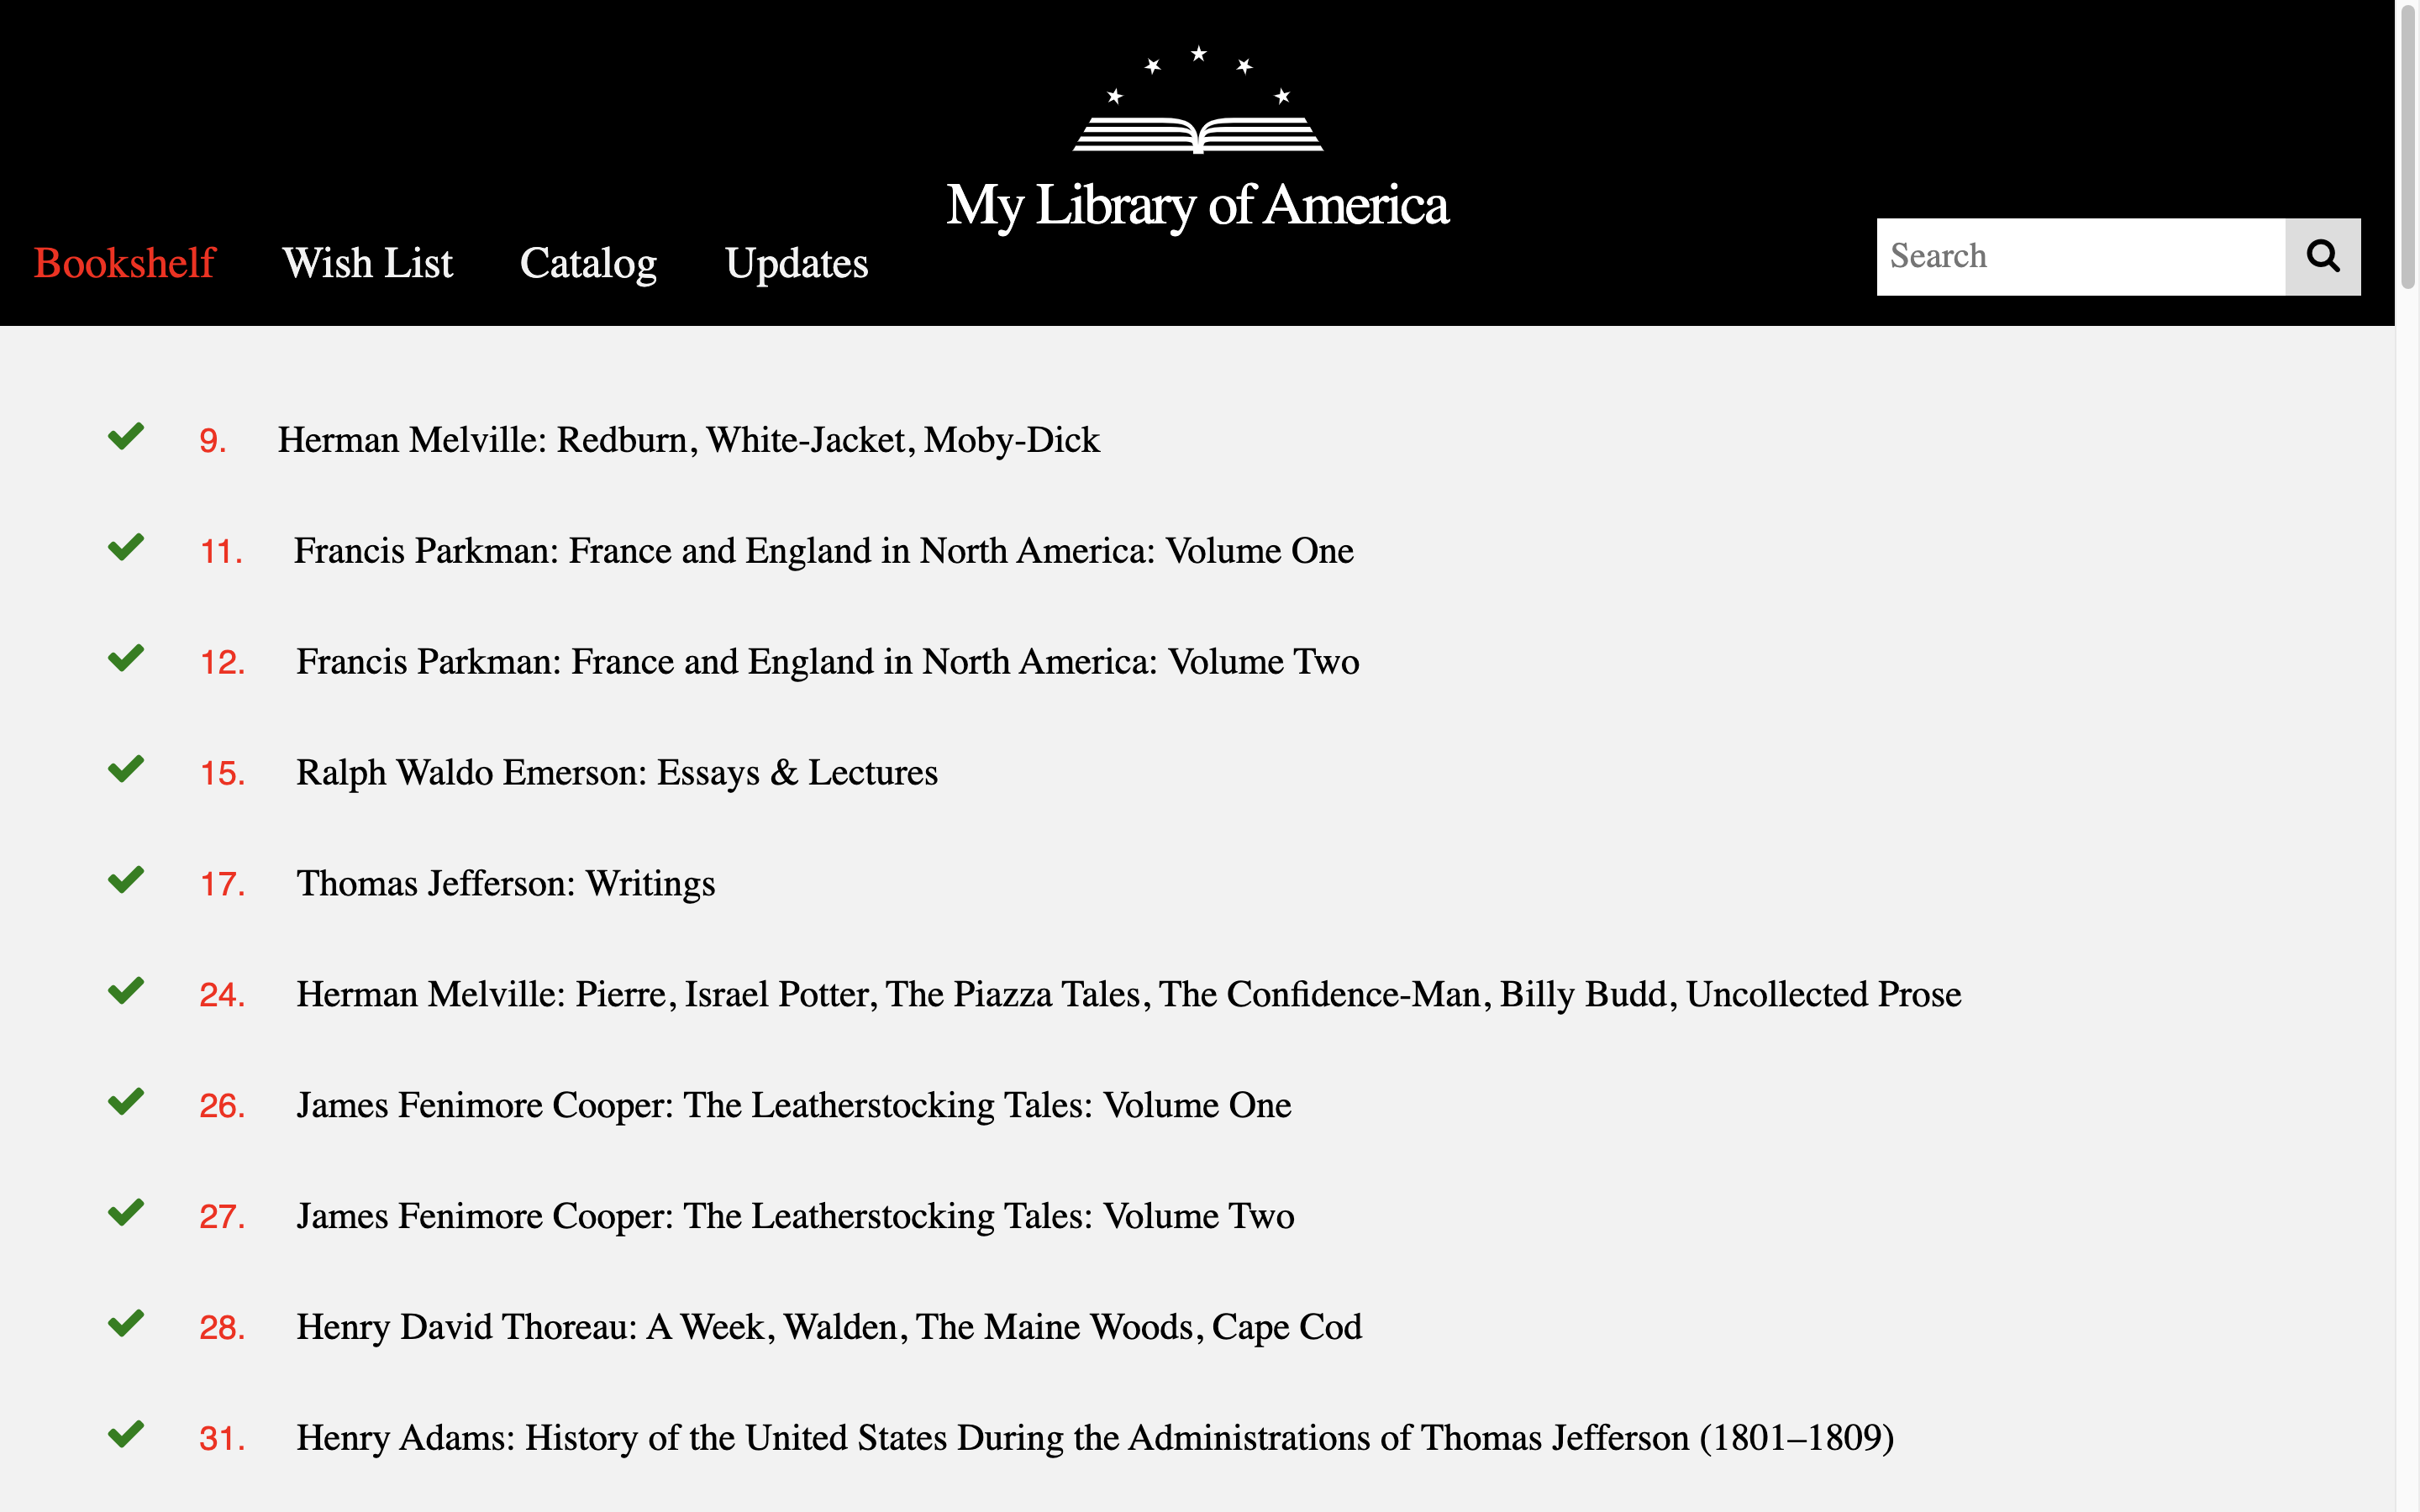 My Library of America
Bookshelf Wish List Catalog Updates
Search
9. Herman Melville: Redburn, White-Jacket, Moby-Dick
11. Francis Parkman: France and England in North America: Volume One
12. Francis Parkman: France and England in North America: Volume Two
15. Ralph Waldo Emerson: Essays & Lectures
17. Thomas Jefferson: Writings
24. Herman Melville: Pierre, Israel Potter, The Piazza Tales, The Confidence-Man, Billy Budd, Uncollected Prose
26. James Fenimore Cooper: The Leatherstocking Tales: Volume One
27. James Fenimore Cooper: The Leatherstocking Tales: Volume Two
28. Henry David Thoreau: A Week, Walden, The Maine Woods, Cape Cod
31. Henry Adams: History of the United States During the Administrations of Thomas Jefferson (1801–1809)